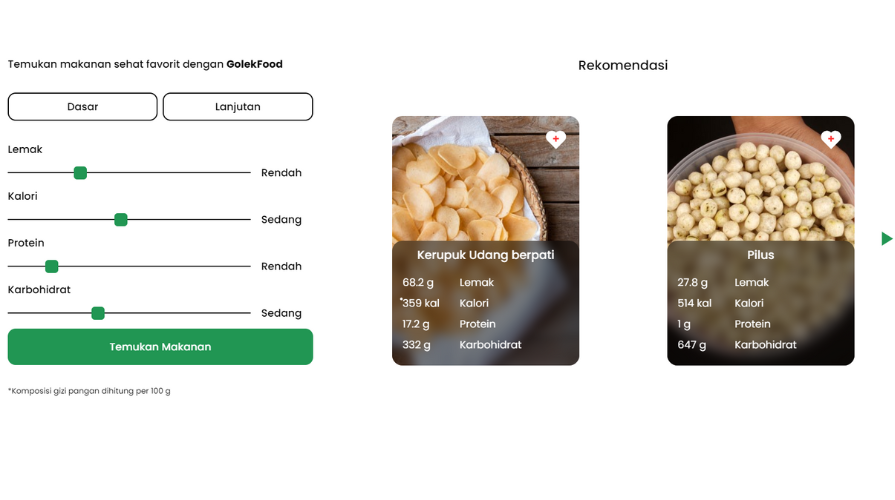 Temukan makanan sehat favorit dengan GolekFood
Dasar
Lanjutan
Lemak
Rendah
Kalori
Sedang
Protein
Rendah
Karbohidrat
Sedang
Temukan Makanan
*Komposisi gizi pangan dihitung per 100 g
Rekomendasi
Kerupuk Udang berpati
68.2 g Lemak
*359 kal Kalori
17.2 g Protein
332 g Karbohidrat
Pilus
27.8 g Lemak
514 kal Kalori
1 g Protein
647 g Karbohidrat